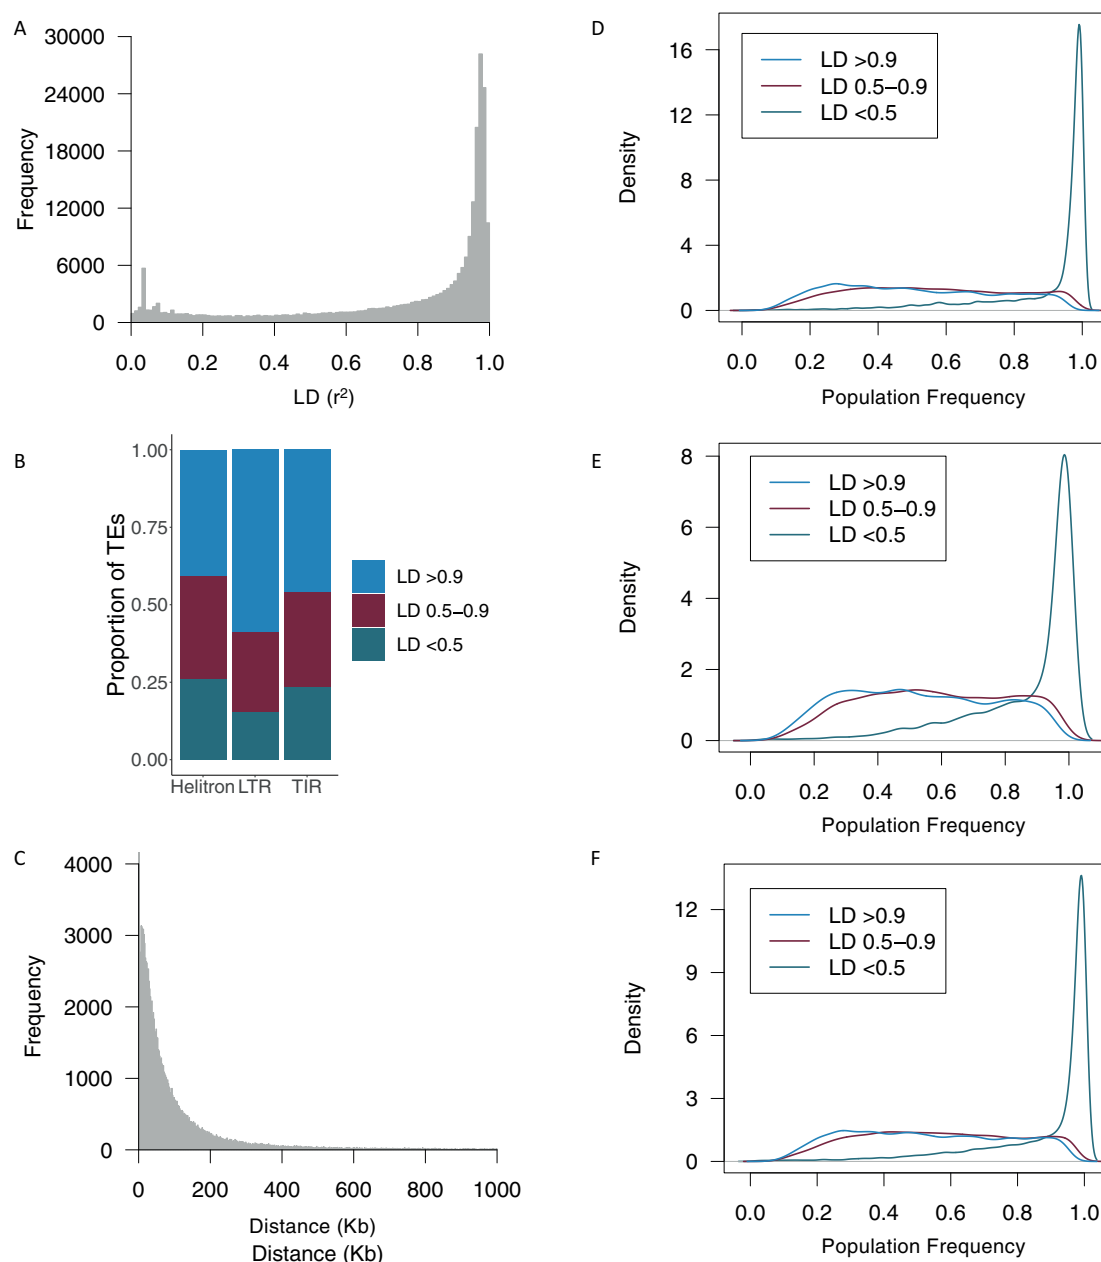 A
30000
24000
18000
12000
6000
0
Frequency
0.0 0.2 0.4 0.6 0.8 1.0
LD (r²)
B
1.00
0.75
0.50
0.25
0.00
Proportion of TEs
Helitron LTR TIR
LD >0.9
LD 0.5–0.9
LD <0.5
C
4000
3000
2000
1000
0
Frequency
0 200 400 600 800 1000
Distance (Kb)
Distance (Kb)
D
16
12
8
4
0
Density
LD >0.9
LD 0.5–0.9
LD <0.5
0.0 0.2 0.4 0.6 0.8 1.0
Population Frequency
E
8
6
4
2
0
Density
LD >0.9
LD 0.5–0.9
LD <0.5
0.0 0.2 0.4 0.6 0.8 1.0
Population Frequency
F
12
9
6
3
0
Density
LD >0.9
LD 0.5–0.9
LD <0.5
0.0 0.2 0.4 0.6 0.8 1.0
Population Frequency